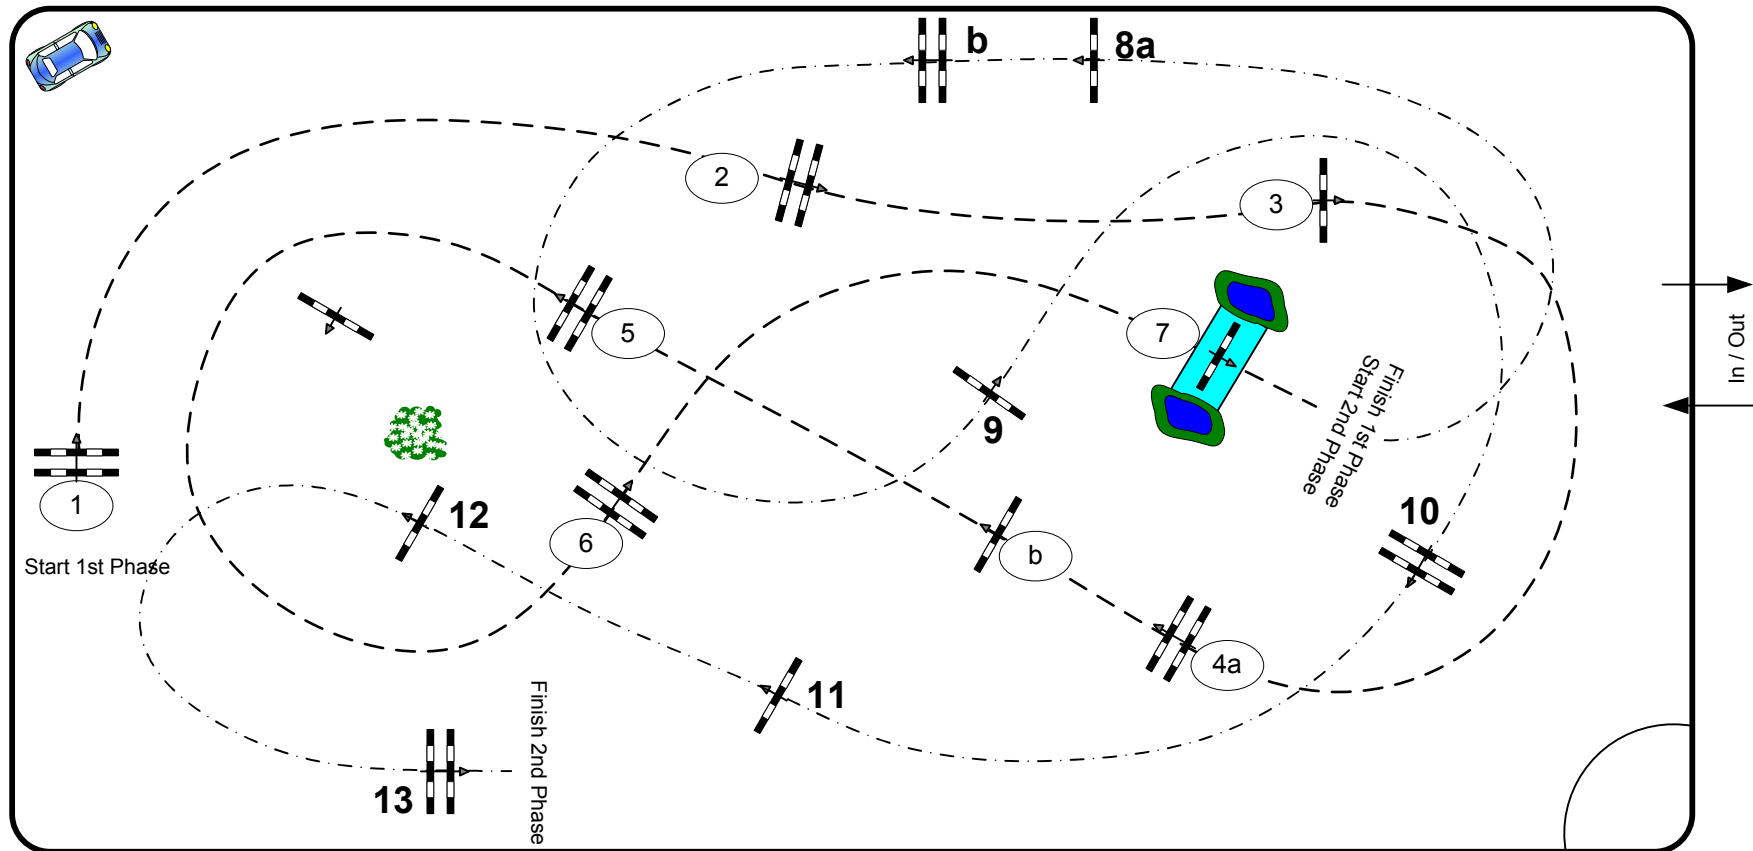 b
8a
2
3
In / Out
5
7
Finish 1st Phase
Start 2nd Phase
9
1
12
10
6
b
Start 1st Phase
4a
11
Finish 2nd Phase
13